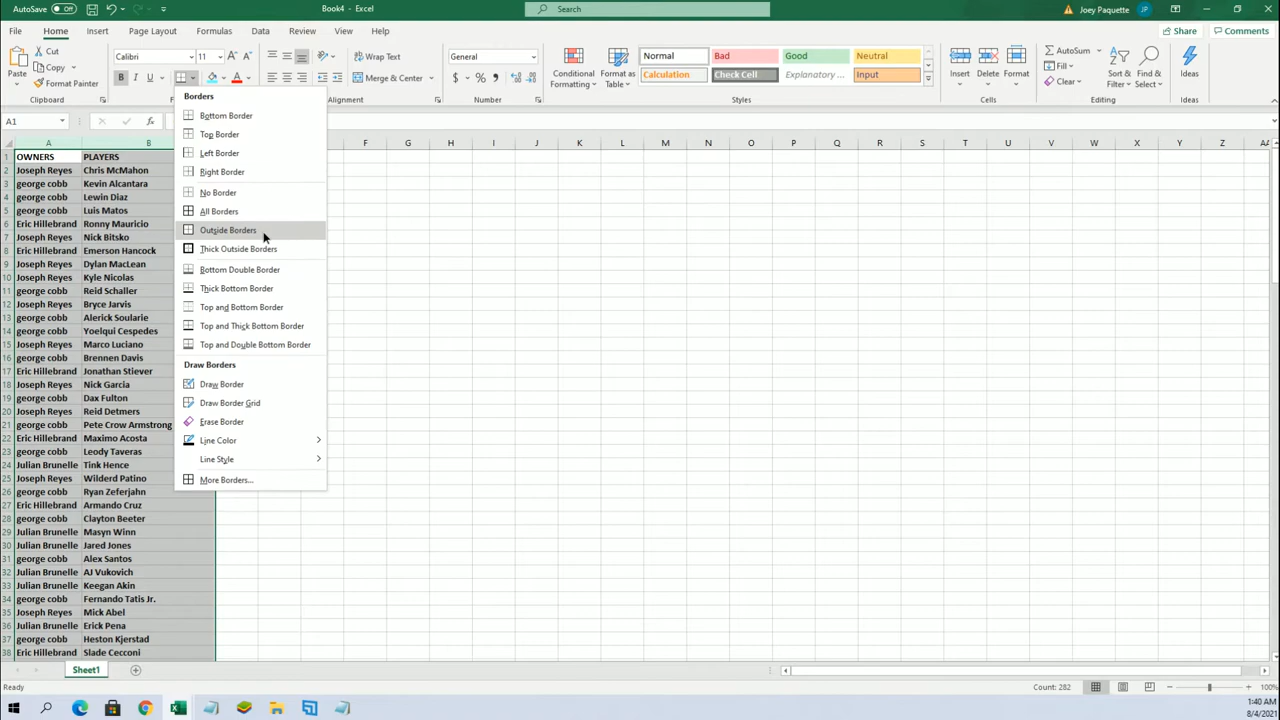 AutoSave Off Book4 - Excel Search Joey Paquette JP
File Home Insert Page Layout Formulas Data Review View Help Share Comments
Paste Cut Copy Format Painter Clipboard
Calibri 11 B I U A
Wrap Text Merge & Center Alignment
General $ % Number
Conditional Formatting Format as Table
Normal Bad Good Neutral
Calculation Check Cell Explanatory ... Input
Styles
Insert Delete Format Cells
AutoSum Fill Clear Sort & Filter Find & Select Editing
Ideas Ideas
A1 fx
Borders
Bottom Border
Top Border
Left Border
Right Border
No Border
All Borders
Outside Borders
Thick Outside Borders
Bottom Double Border
Thick Bottom Border
Top and Bottom Border
Top and Thick Bottom Border
Top and Double Bottom Border
Draw Borders
Draw Border
Draw Border Grid
Erase Border
Line Color
Line Style
More Borders...
A B F G H I J K L M N O P Q R S T U V W X Y Z AA
1 OWNERS PLAYERS
2 Joseph Reyes Chris McMahon
3 george cobb Kevin Alcantara
4 george cobb Lewin Diaz
5 george cobb Luis Matos
6 Eric Hillebrand Ronny Mauricio
7 Joseph Reyes Nick Bitsko
8 Eric Hillebrand Emerson Hancock
9 Joseph Reyes Dylan MacLean
10 Joseph Reyes Kyle Nicolas
11 george cobb Reid Schaller
12 Joseph Reyes Bryce Jarvis
13 george cobb Alerick Soularie
14 george cobb Yoelqui Cespedes
15 Joseph Reyes Marco Luciano
16 george cobb Brennen Davis
17 Eric Hillebrand Jonathan Stiever
18 Joseph Reyes Nick Garcia
19 george cobb Dax Fulton
20 Joseph Reyes Reid Detmers
21 george cobb Pete Crow Armstrong
22 Eric Hillebrand Maximo Acosta
23 george cobb Leody Taveras
24 Julian Brunelle Tink Hence
25 Joseph Reyes Wilderd Patino
26 george cobb Ryan Zeferjahn
27 Eric Hillebrand Armando Cruz
28 george cobb Clayton Beeter
29 Julian Brunelle Masyn Winn
30 Julian Brunelle Jared Jones
31 george cobb Alex Santos
32 Julian Brunelle AJ Vukovich
33 Julian Brunelle Keegan Akin
34 george cobb Fernando Tatis Jr.
35 Joseph Reyes Mick Abel
36 Julian Brunelle Erick Pena
37 george cobb Heston Kjerstad
38 Eric Hillebrand Slade Cecconi
Sheet1
Ready Count: 282 100%
1:40 AM
8/4/2021